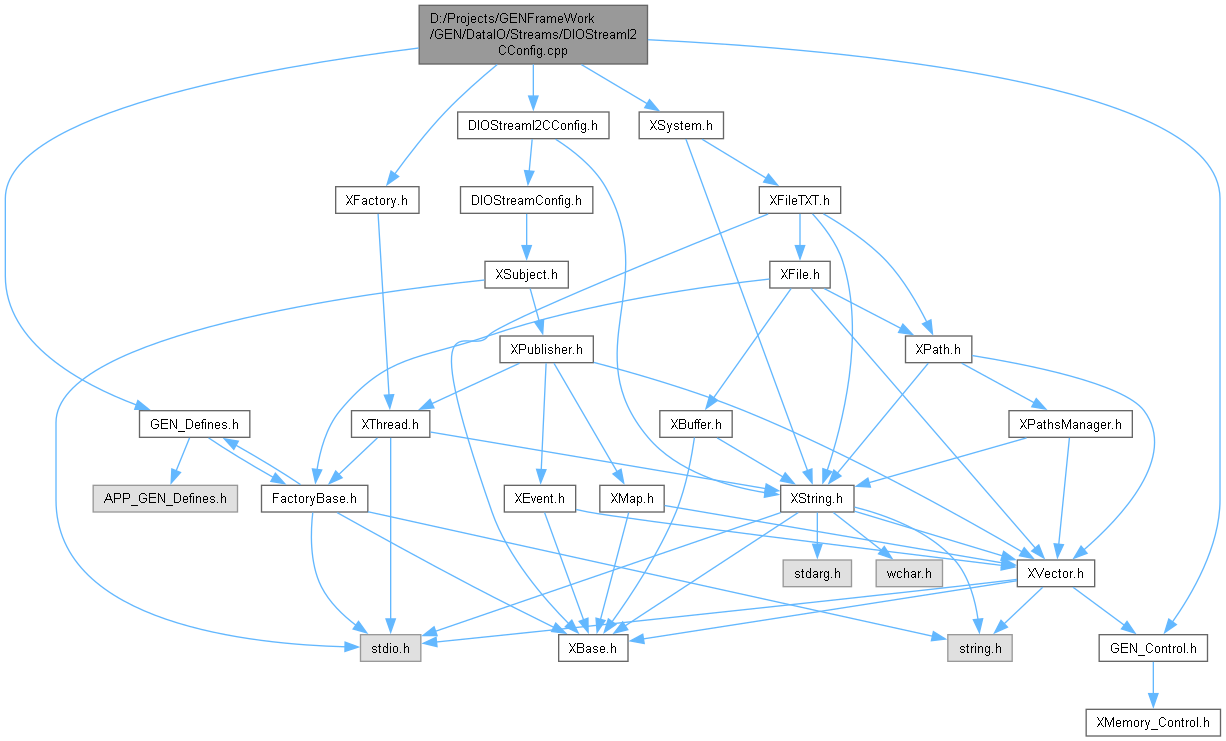 D:/Projects/GENFrameWork
/GEN/DataIO/Streams/DIOStreamI2
CConfig.cpp
DIOStreamI2CConfig.h
XSystem.h
XFactory.h
DIOStreamConfig.h
XFileTXT.h
XSubject.h
XFile.h
XPublisher.h
XPath.h
GEN_Defines.h
XThread.h
XBuffer.h
XPathsManager.h
APP_GEN_Defines.h
FactoryBase.h
XEvent.h
XMap.h
XString.h
stdarg.h
wchar.h
XVector.h
stdio.h
XBase.h
string.h
GEN_Control.h
XMemory_Control.h